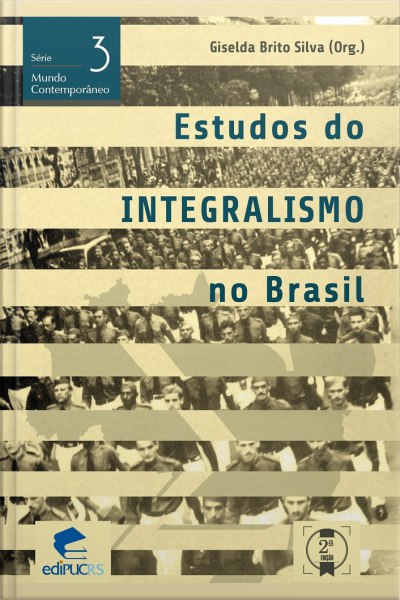 Série
3
Mundo
Contemporâneo
Giselda Brito Silva (Org.)
Estudos do
INTEGRALISMO
no Brasil
ediPUCRS
2ª
EDIÇÃO